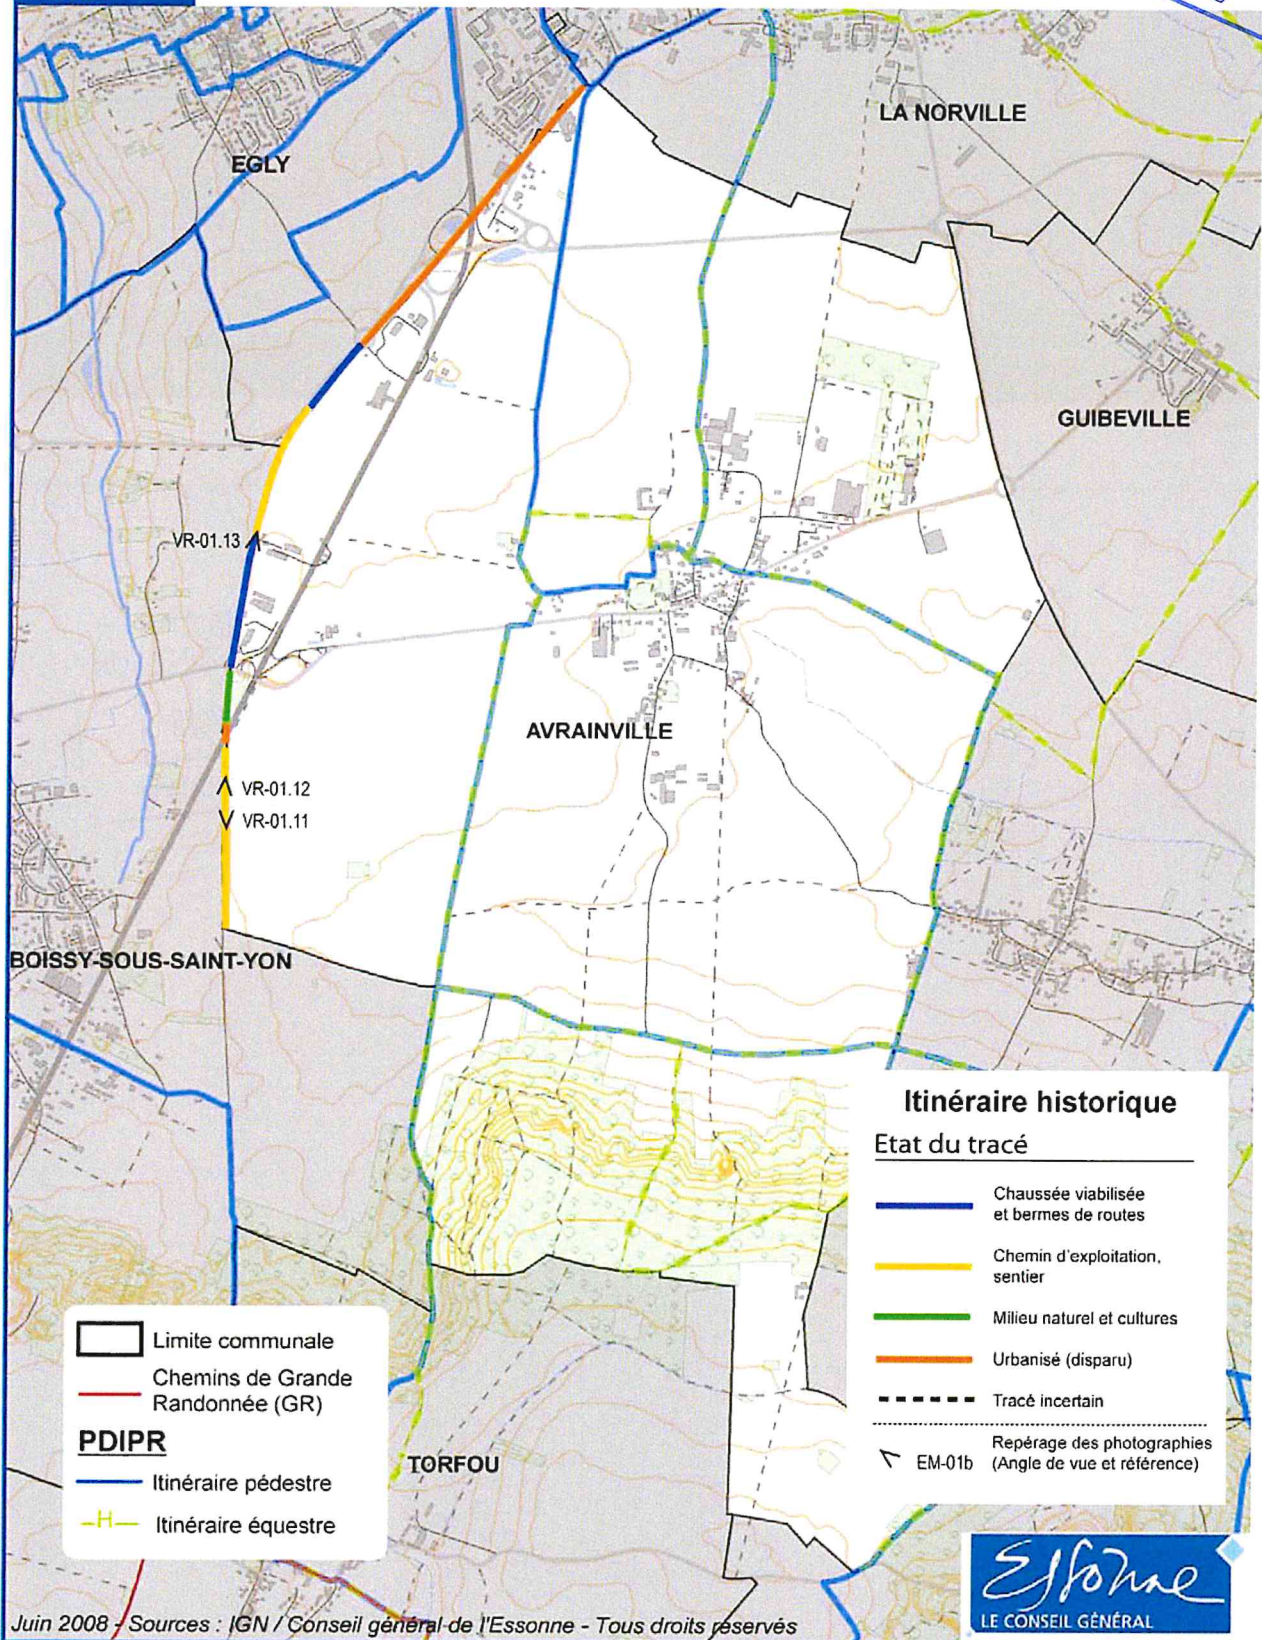 LA NORVILLE
EGLY
GUIBEVILLE
VR-01.13
AVRAINVILLE
VR-01.12
VR-01.11
BOISSY-SOUS-SAINT-YON
Itinéraire historique
Etat du tracé
Chaussée viabilisée
et bermes de routes
Chemin d'exploitation,
sentier
Milieu naturel et cultures
Urbanisé (disparu)
Tracé incertain
Repérage des photographies
EM-01b (Angle de vue et référence)
Limite communale
Chemins de Grande
Randonnée (GR)
PDIPR
Itinéraire pédestre
H Itinéraire équestre
TORFOU
Essonne
LE CONSEIL GÉNÉRAL
Juin 2008 - Sources : IGN / Conseil général de l'Essonne - Tous droits réservés